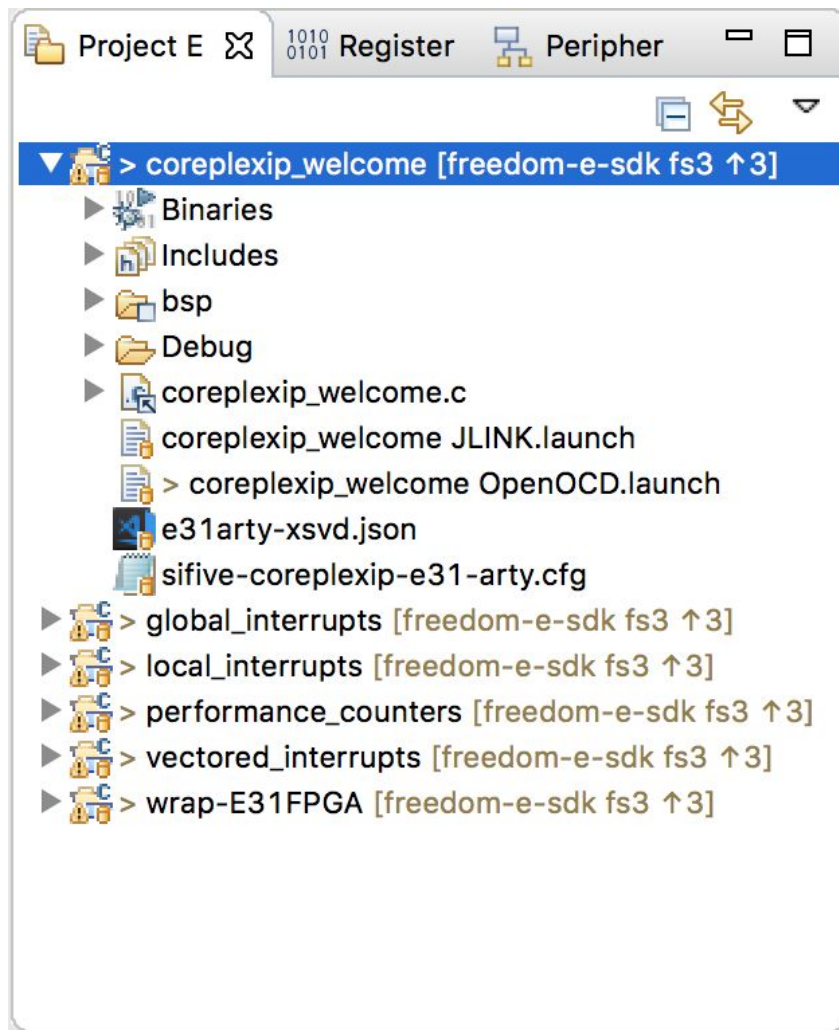 Project E Register Peripher
> coreplexip_welcome [freedom-e-sdk fs3 ↑3]
Binaries
Includes
bsp
Debug
coreplexip_welcome.c
coreplexip_welcome JLINK.launch
> coreplexip_welcome OpenOCD.launch
e31arty-xsvd.json
sifive-coreplexip-e31-arty.cfg
> global_interrupts [freedom-e-sdk fs3 ↑3]
> local_interrupts [freedom-e-sdk fs3 ↑3]
> performance_counters [freedom-e-sdk fs3 ↑3]
> vectored_interrupts [freedom-e-sdk fs3 ↑3]
> wrap-E31FPGA [freedom-e-sdk fs3 ↑3]